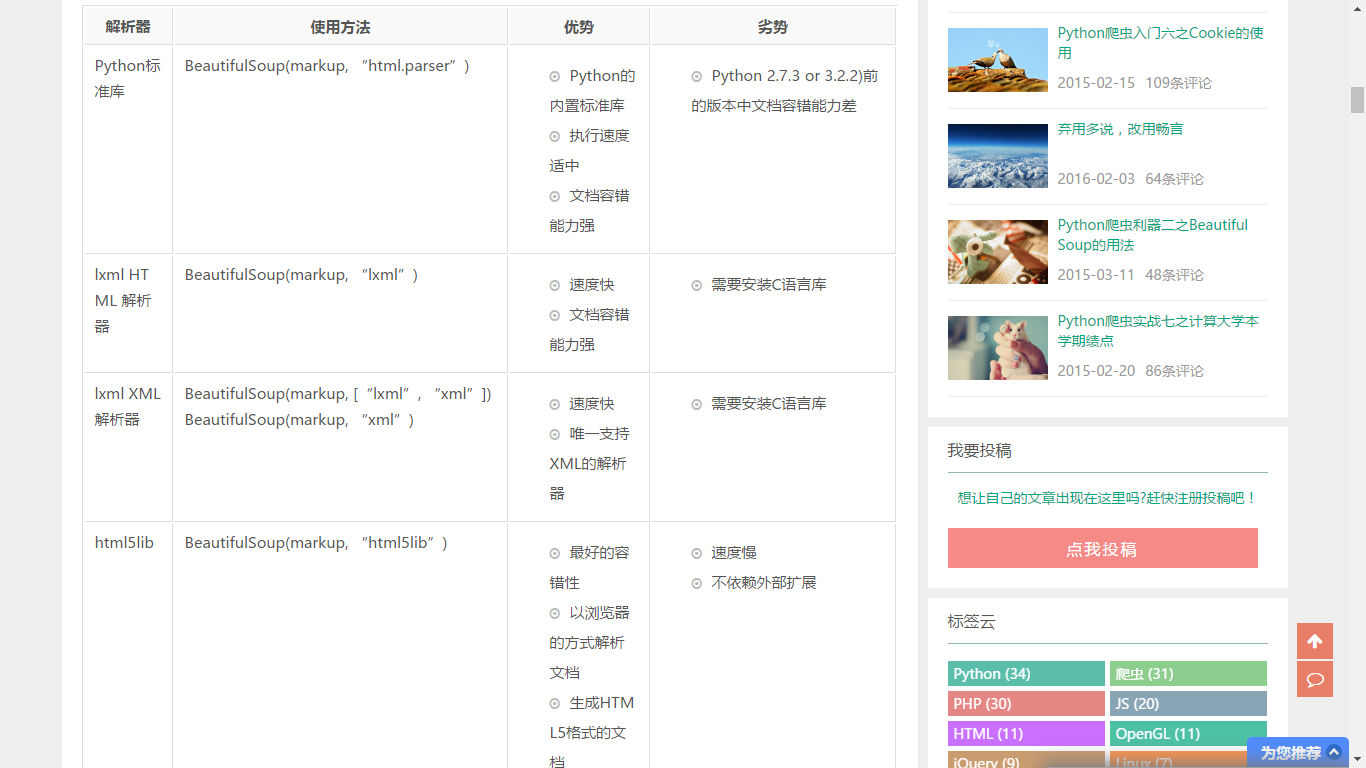 解析器 使用方法 优势 劣势
Python标
准库
BeautifulSoup(markup, “html.parser”)
Python的
内置标准库
执行速度
适中
文档容错
能力强
Python 2.7.3 or 3.2.2)前
的版本中文档容错能力差
lxml HT
ML 解析
器
BeautifulSoup(markup, “lxml”)
速度快
文档容错
能力强
需要安装C语言库
lxml XML
解析器
BeautifulSoup(markup, [“lxml”, “xml”])
BeautifulSoup(markup, “xml”)
速度快
唯一支持
XML的解析
器
需要安装C语言库
html5lib
BeautifulSoup(markup, “html5lib”)
最好的容
错性
以浏览器
的方式解析
文档
生成HTM
L5格式的文
档
速度慢
不依赖外部扩展
Python爬虫入门六之Cookie的使
用
2015-02-15 109条评论
弃用多说，改用畅言
2016-02-03 64条评论
Python爬虫利器二之Beautiful
Soup的用法
2015-03-11 48条评论
Python爬虫实战七之计算大学本
学期绩点
2015-02-20 86条评论
我要投稿
想让自己的文章出现在这里吗?赶快注册投稿吧！
点我投稿
标签云
Python (34) 爬虫 (31)
PHP (30) JS (20)
HTML (11) OpenGL (11)
jQuery (9) Linux (7)
为您推荐